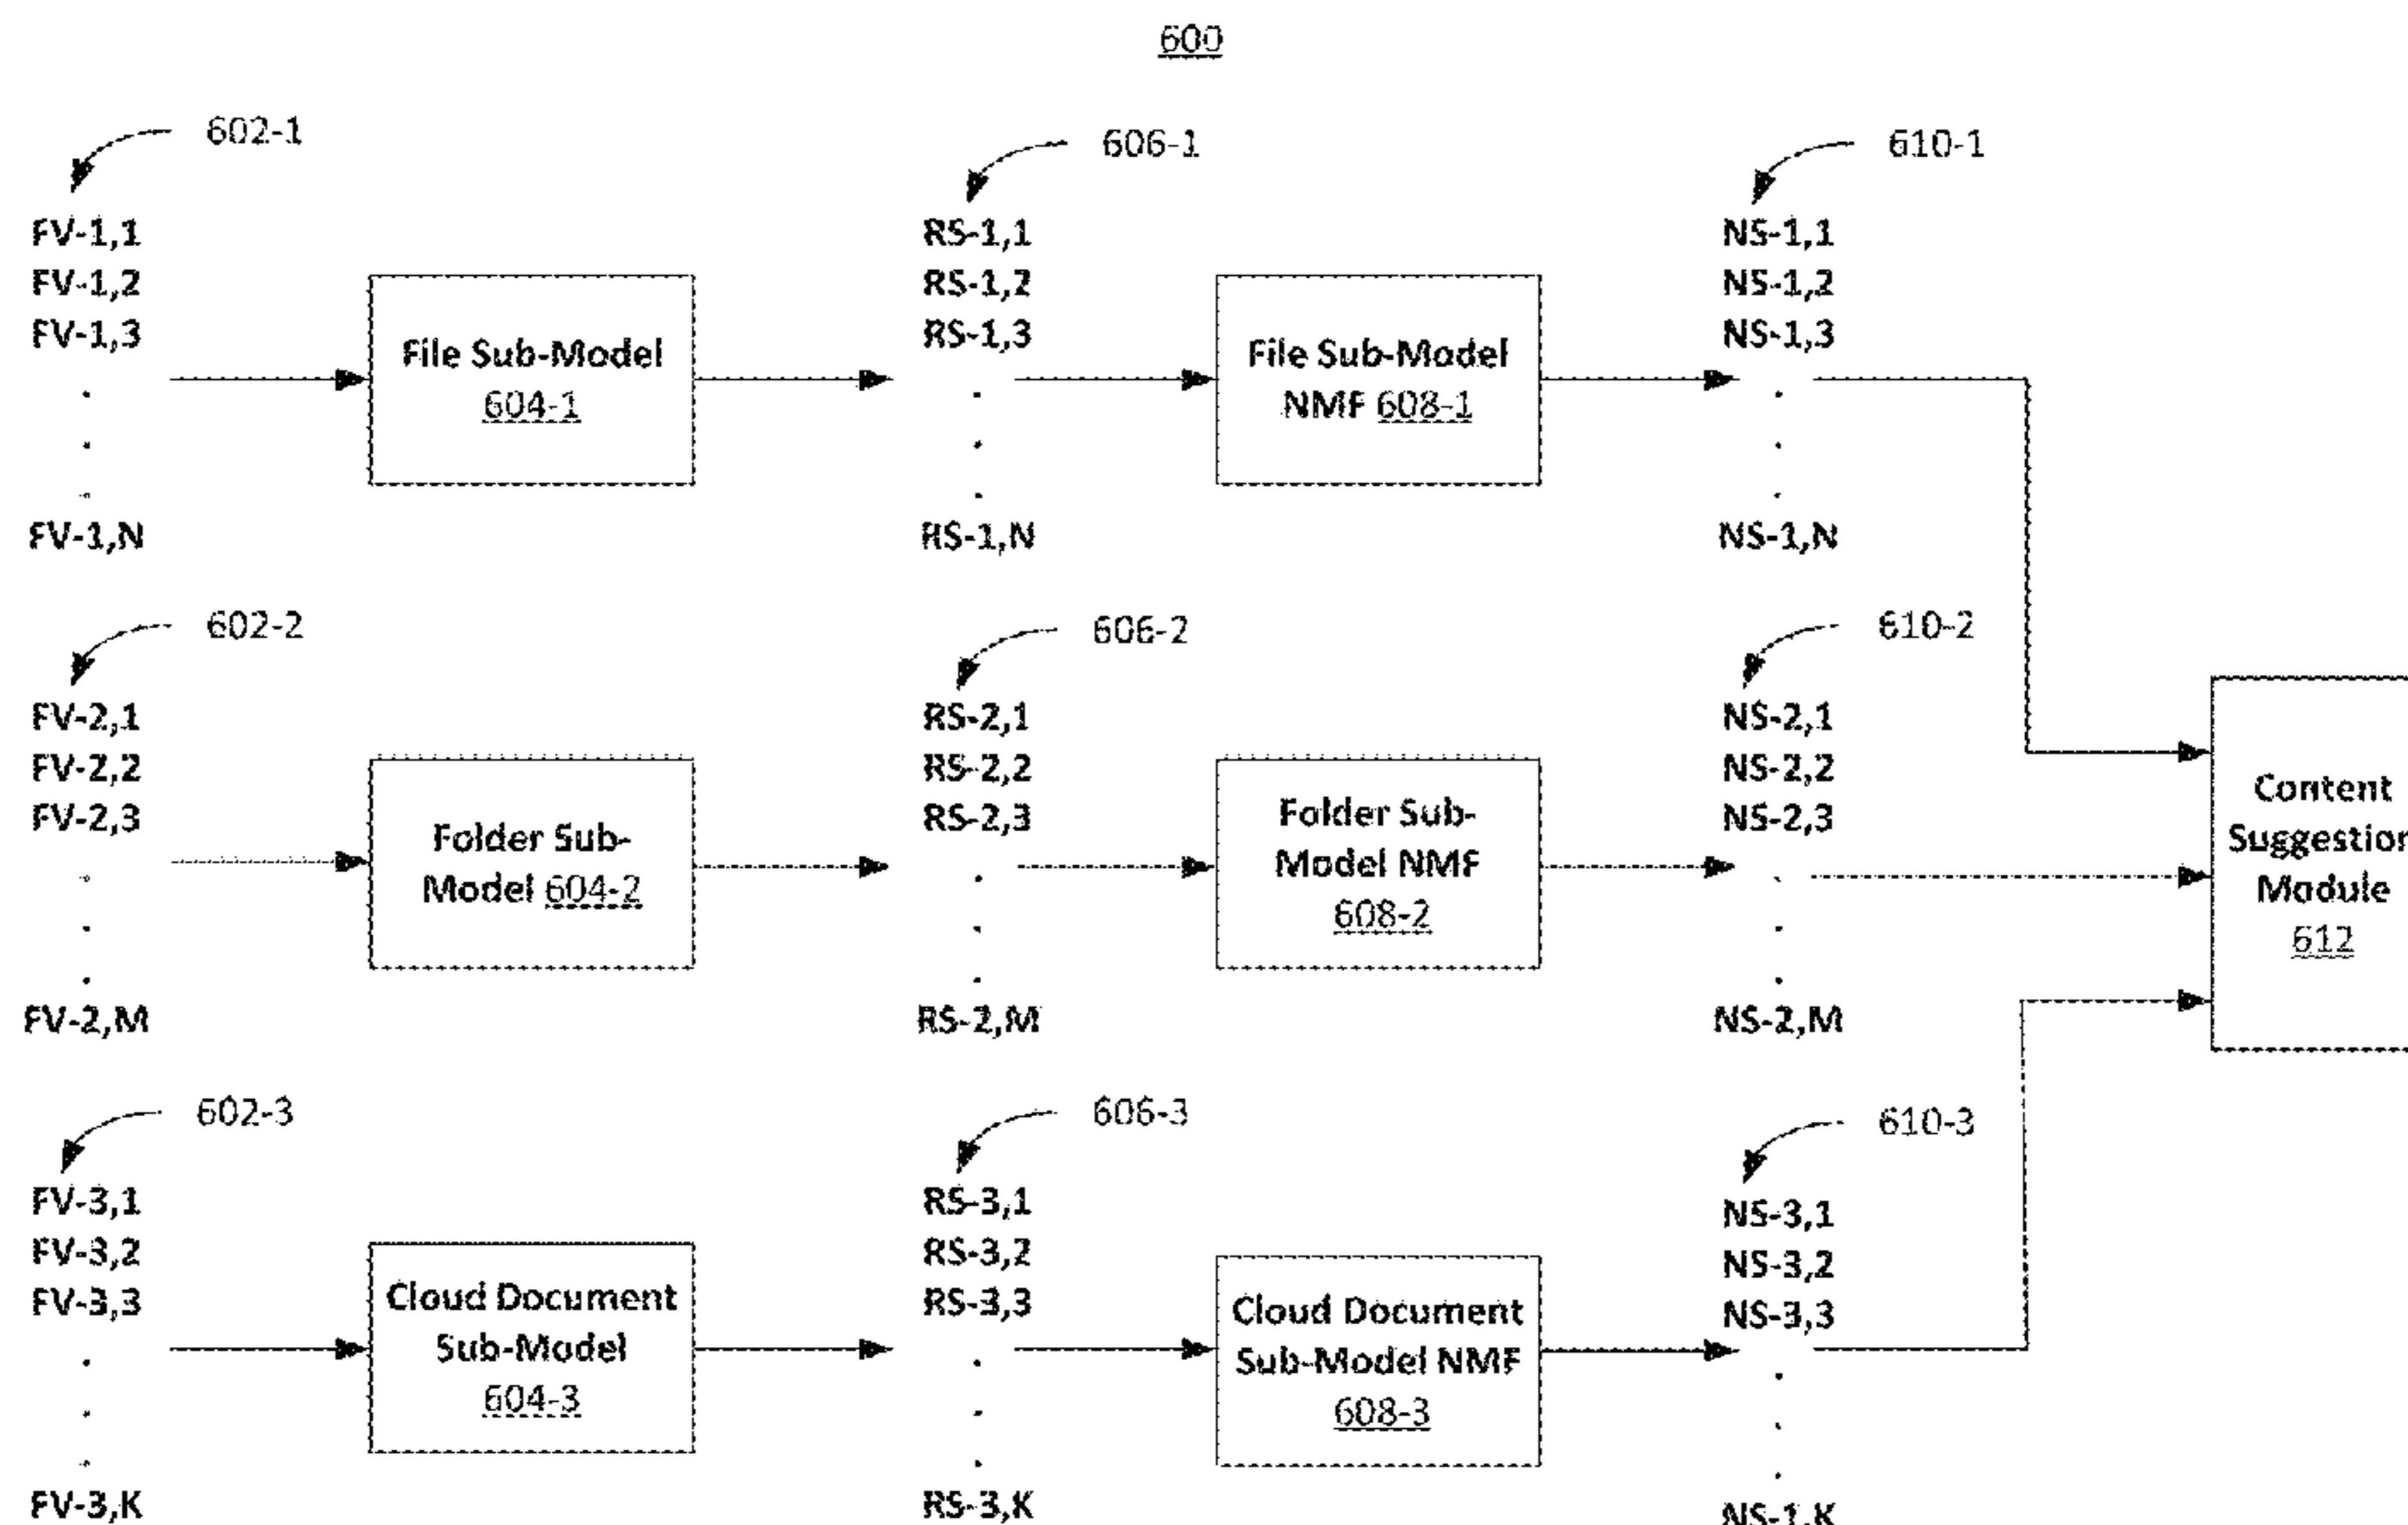 600
602-1
606-1
610-1
FV-1,1
FV-1,2
FV-1,3
FV-1,N
File Sub-Model
604-1
RS-1,1
RS-1,2
RS-1,3
RS-1,N
File Sub-Model
NMF 608-1
NS-1,1
NS-1,2
NS-1,3
NS-1,N
602-2
606-2
610-2
FV-2,1
FV-2,2
FV-2,3
FV-2,M
Folder Sub-
Model 604-2
RS-2,1
RS-2,2
RS-2,3
RS-2,M
Folder Sub-
Model NMF
608-2
NS-2,1
NS-2,2
NS-2,3
NS-2,M
Content
Suggestion
Module
612
602-3
606-3
610-3
FV-3,1
FV-3,2
FV-3,3
FV-3,K
Cloud Document
Sub-Model
604-3
RS-3,1
RS-3,2
RS-3,3
RS-3,K
Cloud Document
Sub-Model NMF
608-3
NS-3,1
NS-3,2
NS-3,3
NS-1,K